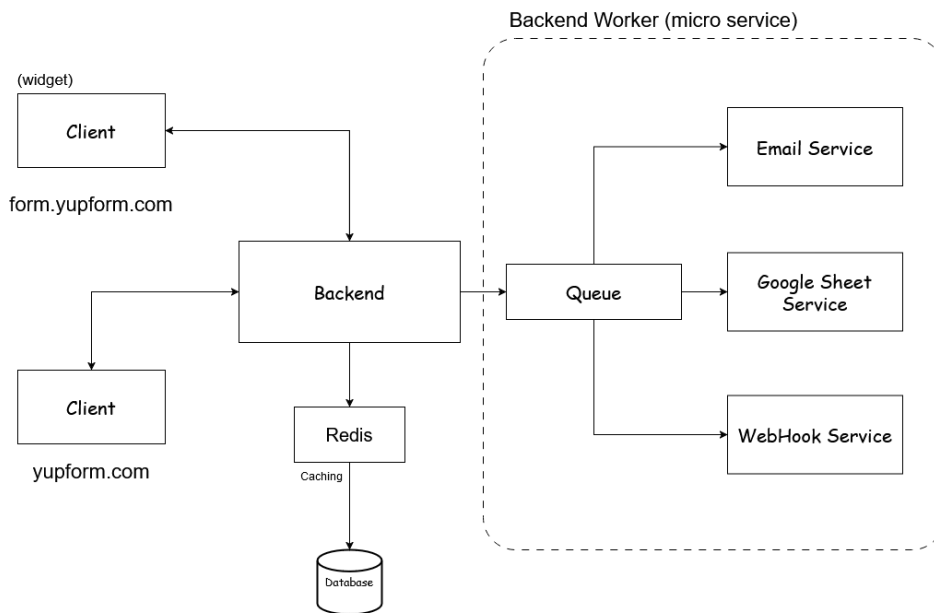 Backend Worker (micro service)
(widget)
Client
form.yupform.com
Email Service
Backend
Queue
Google Sheet
Service
Client
yupform.com
Redis
Caching
WebHook Service
Database